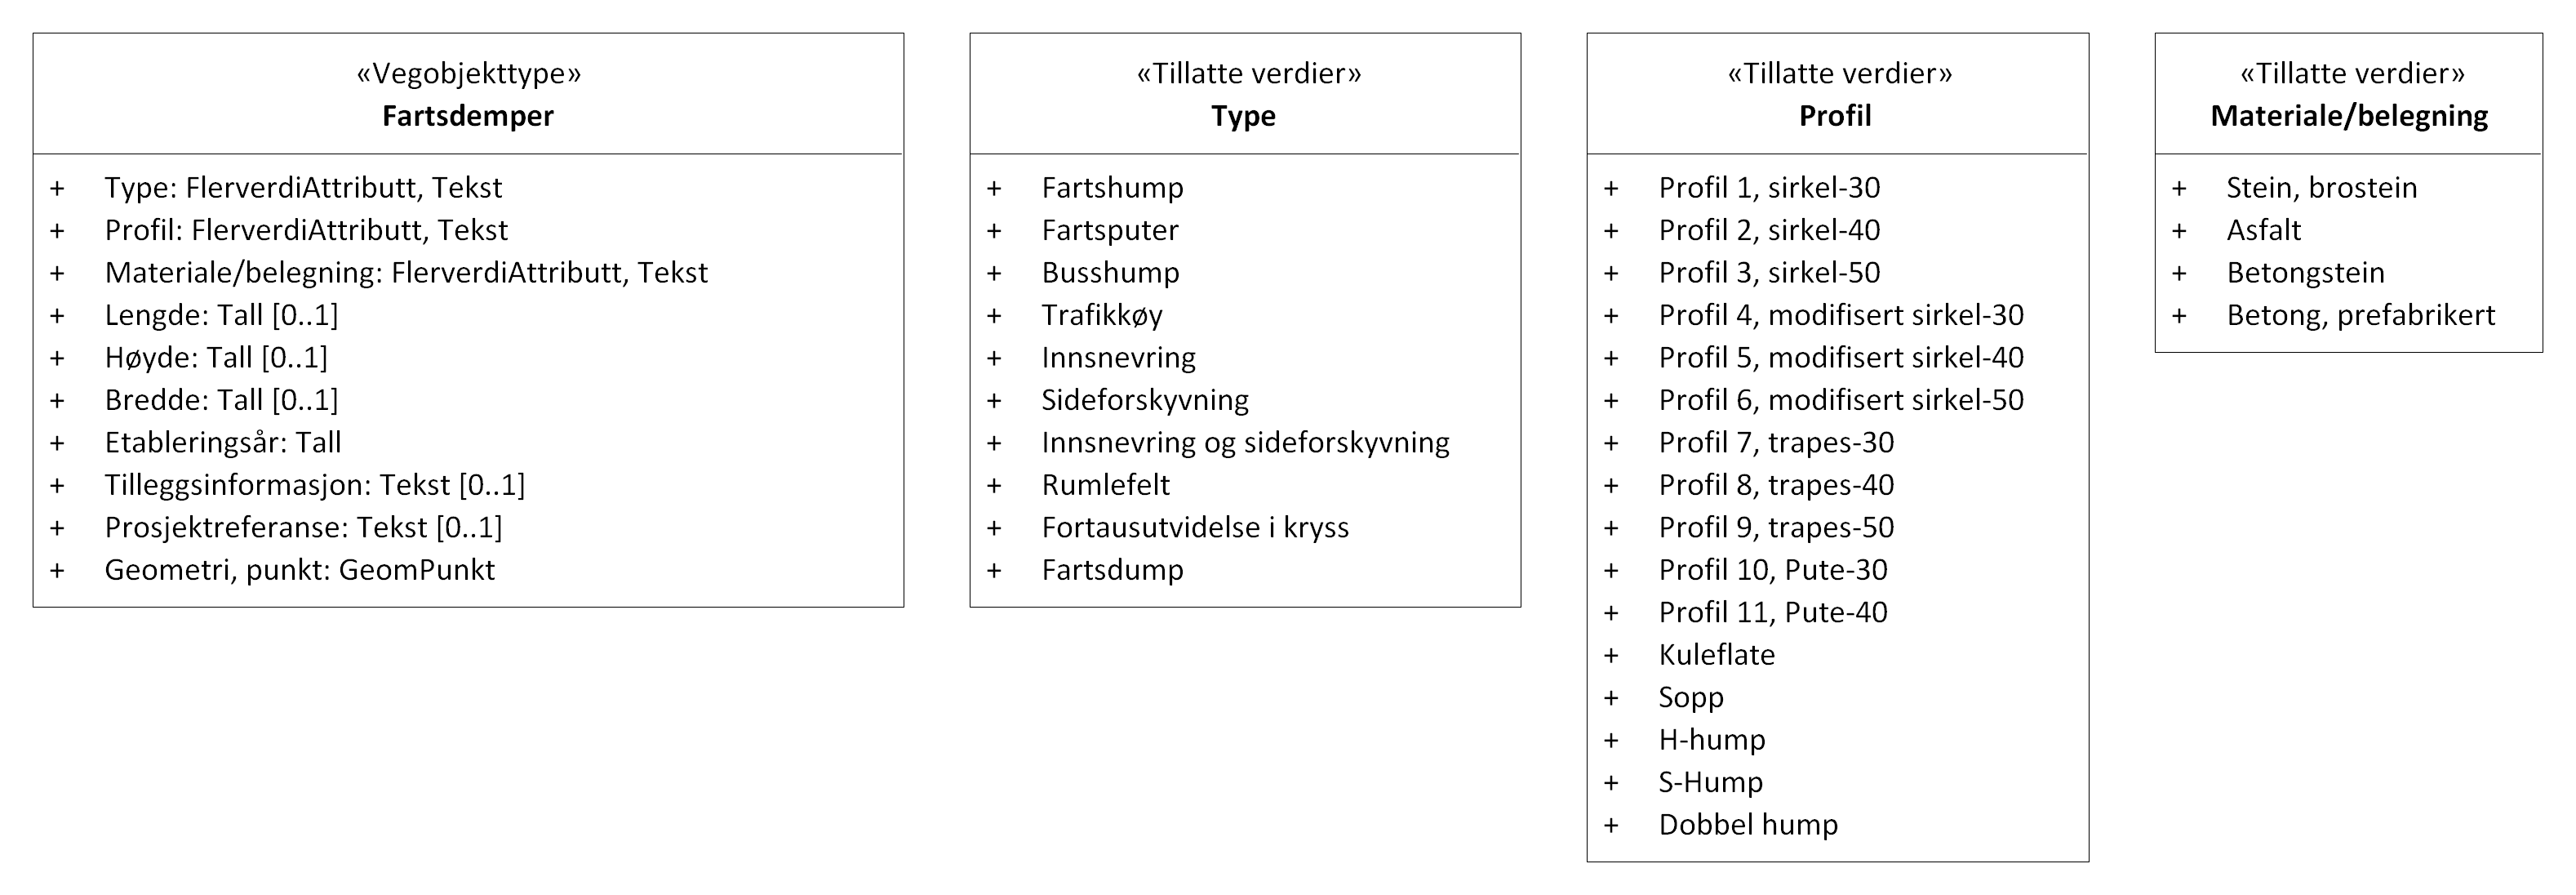 «Vegobjekttype»
Fartsdemper
+ Type: FlerverdiAttributt, Tekst
+ Profil: FlerverdiAttributt, Tekst
+ Materiale/belegning: FlerverdiAttributt, Tekst
+ Lengde: Tall [0..1]
+ Høyde: Tall [0..1]
+ Bredde: Tall [0..1]
+ Etableringsår: Tall
+ Tilleggsinformasjon: Tekst [0..1]
+ Prosjektreferanse: Tekst [0..1]
+ Geometri, punkt: GeomPunkt
«Tillatte verdier»
Type
+ Fartshump
+ Fartsputer
+ Busshump
+ Trafikkøy
+ Innsnevring
+ Sideforskyvning
+ Innsnevring og sideforskyvning
+ Rumlefelt
+ Fortausutvidelse i kryss
+ Fartsdump
«Tillatte verdier»
Profil
+ Profil 1, sirkel-30
+ Profil 2, sirkel-40
+ Profil 3, sirkel-50
+ Profil 4, modifisert sirkel-30
+ Profil 5, modifisert sirkel-40
+ Profil 6, modifisert sirkel-50
+ Profil 7, trapes-30
+ Profil 8, trapes-40
+ Profil 9, trapes-50
+ Profil 10, Pute-30
+ Profil 11, Pute-40
+ Kuleflate
+ Sopp
+ H-hump
+ S-Hump
+ Dobbel hump
«Tillatte verdier»
Materiale/belegning
+ Stein, brostein
+ Asfalt
+ Betongstein
+ Betong, prefabrikert